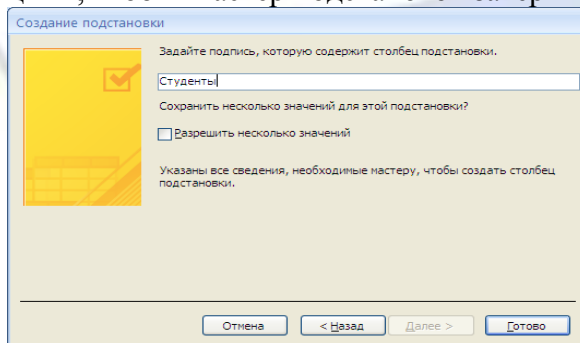 Создание подстановки
Задайте подпись, которую содержит столбец подстановки.
Студенты
Сохранить несколько значений для этой подстановки?
Разрешить несколько значений
Указаны все сведения, необходимые мастеру, чтобы создать столбец
подстановки.
Отмена
< Назад
Далее >
Готово